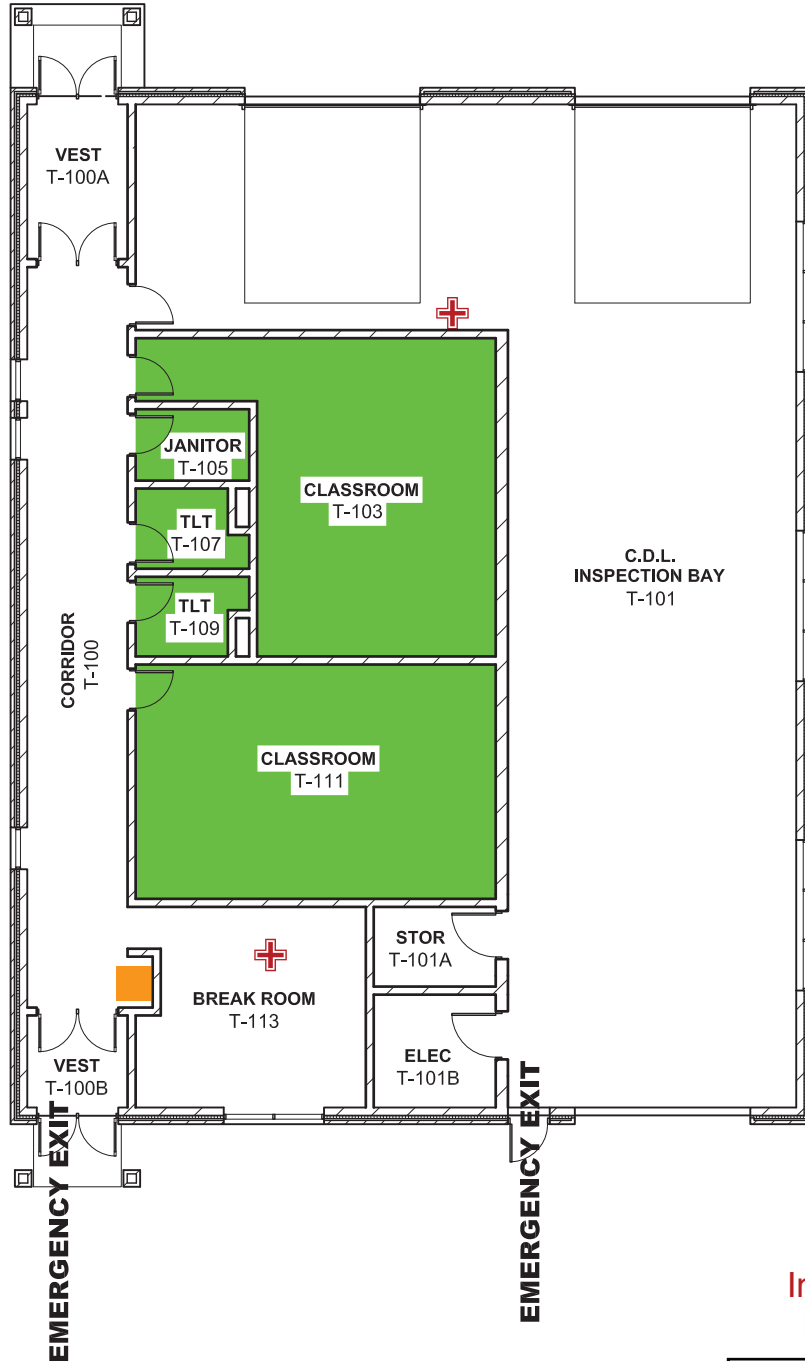 VEST
T-100A
JANITOR
T-105
CLASSROOM
T-103
TLT
T-107
C.D.L.
INSPECTION BAY
T-101
TLT
T-109
CORRIDOR
T-100
CLASSROOM
T-111
STOR
T-101A
BREAK ROOM
T-113
VEST
T-100B
ELEC
T-101B
EMERGENCY EXIT
EMERGENCY EXIT